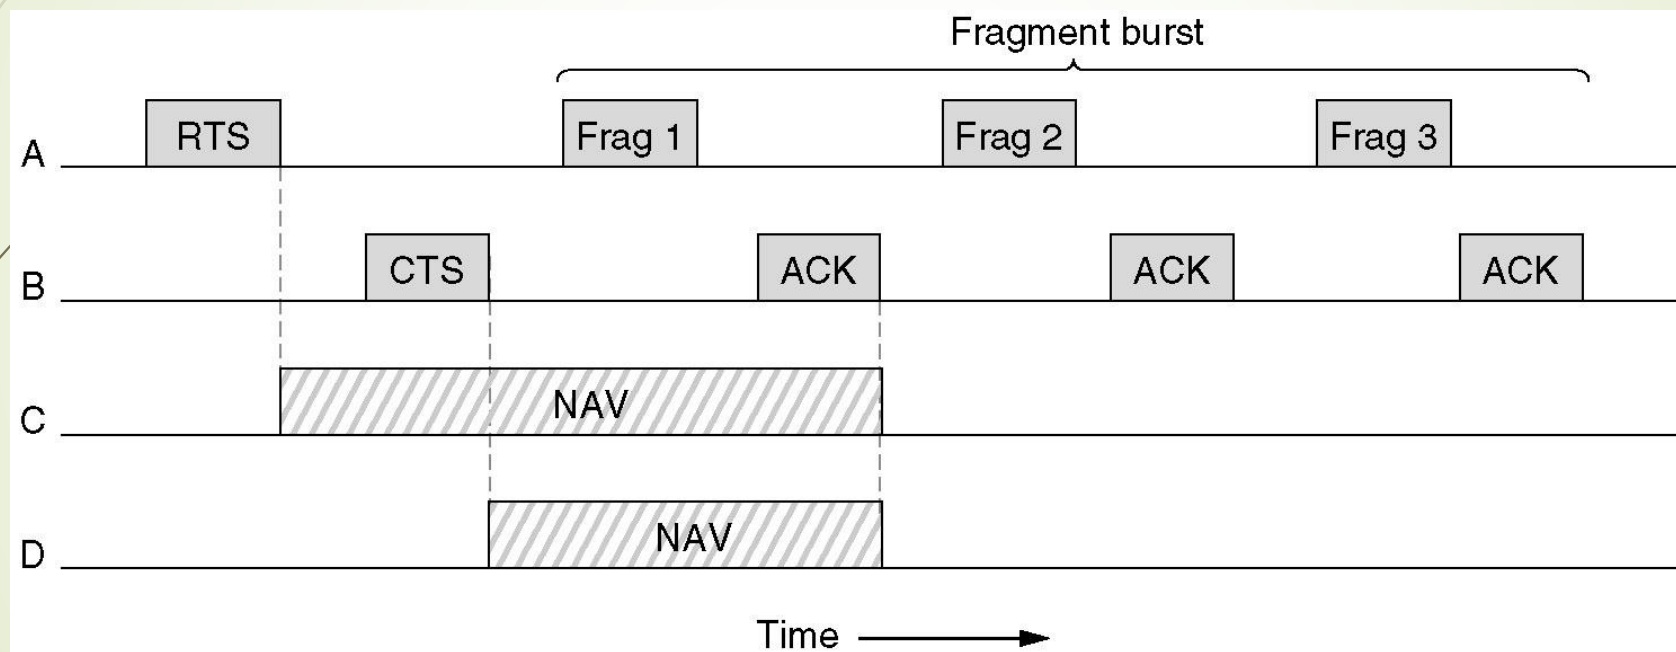 Fragment burst
A RTS Frag 1 Frag 2 Frag 3
B CTS ACK ACK ACK
C NAV
D NAV
Time